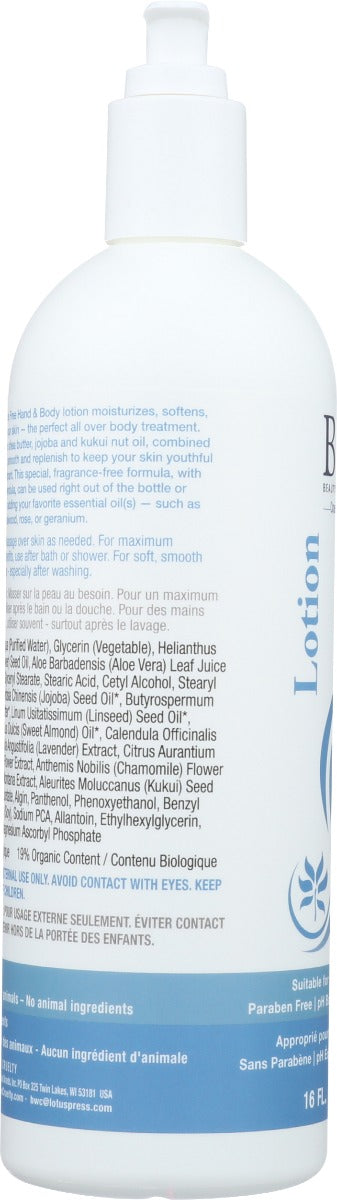 Free Hand & Body lotion moisturizes, softens,
skin – the perfect all over body treatment.
butter, jojoba and kukui nut oil, combined
smooth and replenish to keep your skin youthful
This special, fragrance-free formula, with
can be used right out of the bottle or
adding your favorite essential oil(s) — such as
rose, or geranium.
over skin as needed. For maximum
use after bath or shower. For soft, smooth
especially after washing.
Masser sur la peau au besoin. Pour un maximum
après le bain ou la douche. Pour des mains
utiliser souvent - surtout après le lavage.
(Purified Water), Glycerin (Vegetable), Helianthus
Seed Oil, Aloe Barbadensis (Aloe Vera) Leaf Juice
Stearate, Stearic Acid, Cetyl Alcohol, Stearyl
Chinensis (Jojoba) Seed Oil*, Butyrospermum
Linum Usitatissimum (Linseed) Seed Oil*,
Dulcis (Sweet Almond) Oil*, Calendula Officinalis
Angustifolia (Lavender) Extract, Citrus Aurantium
Flower Extract, Anthemis Nobilis (Chamomile) Flower
Extract, Aleurites Moluccanus (Kukui) Seed
Algin, Panthenol, Phenoxyethanol, Benzyl
Sodium PCA, Allantoin, Ethylhexylglycerin,
Ascorbyl Phosphate
19% Organic Content / Contenu Biologique
USE ONLY. AVOID CONTACT WITH EYES. KEEP
CHILDREN.
POUR USAGE EXTERNE SEULEMENT. ÉVITER CONTACT
HORS DE LA PORTÉE DES ENFANTS.
animals – No animal ingredients
des animaux - Aucun ingrédient d'animale
CRUELTY
Inc. PO Box 325 Twin Lakes, WI 53181 USA
bwc@lotuspress.com
B
BEAUTY
Lotion
Suitable for
Paraben Free | pH
Approprié pour
Sans Parabène | pH
16 FL.